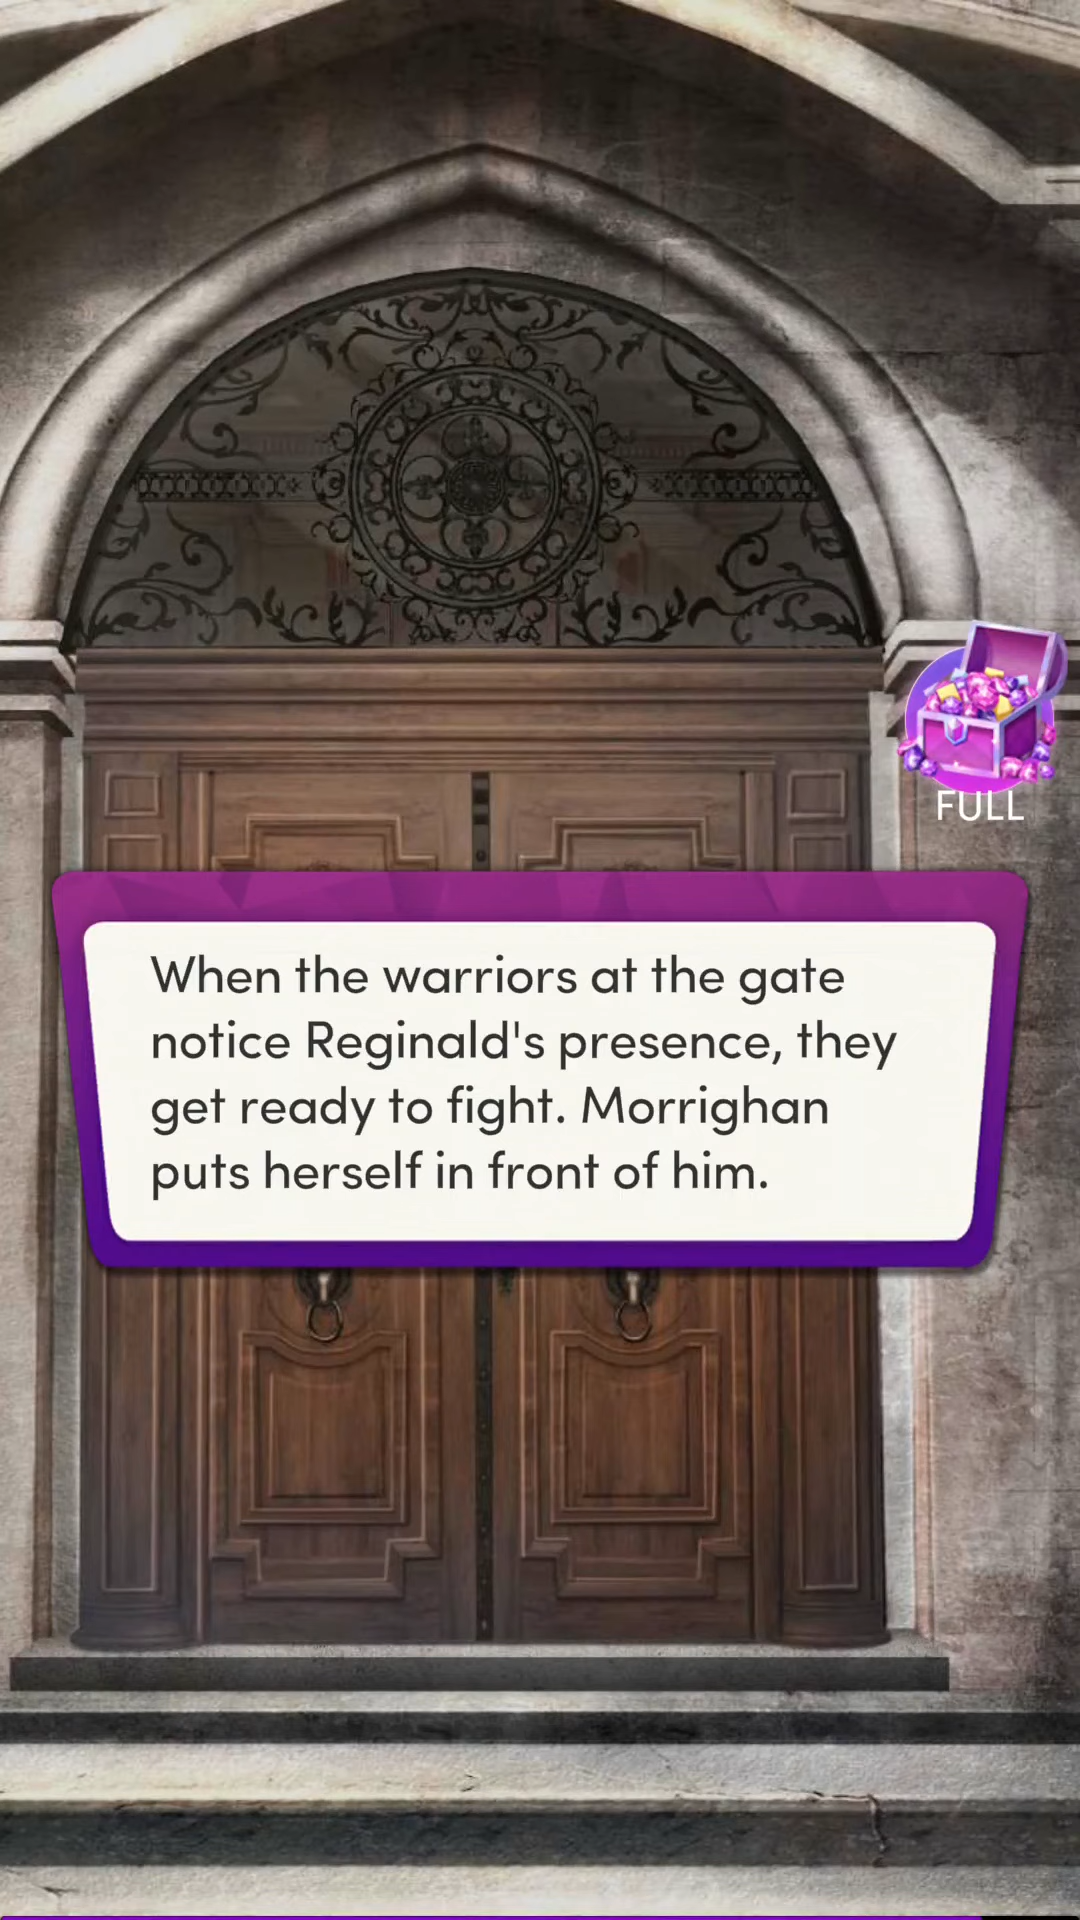 FULL
When the warriors at the gate
notice Reginald's presence, they
get ready to fight. Morrighan
puts herself in front of him.